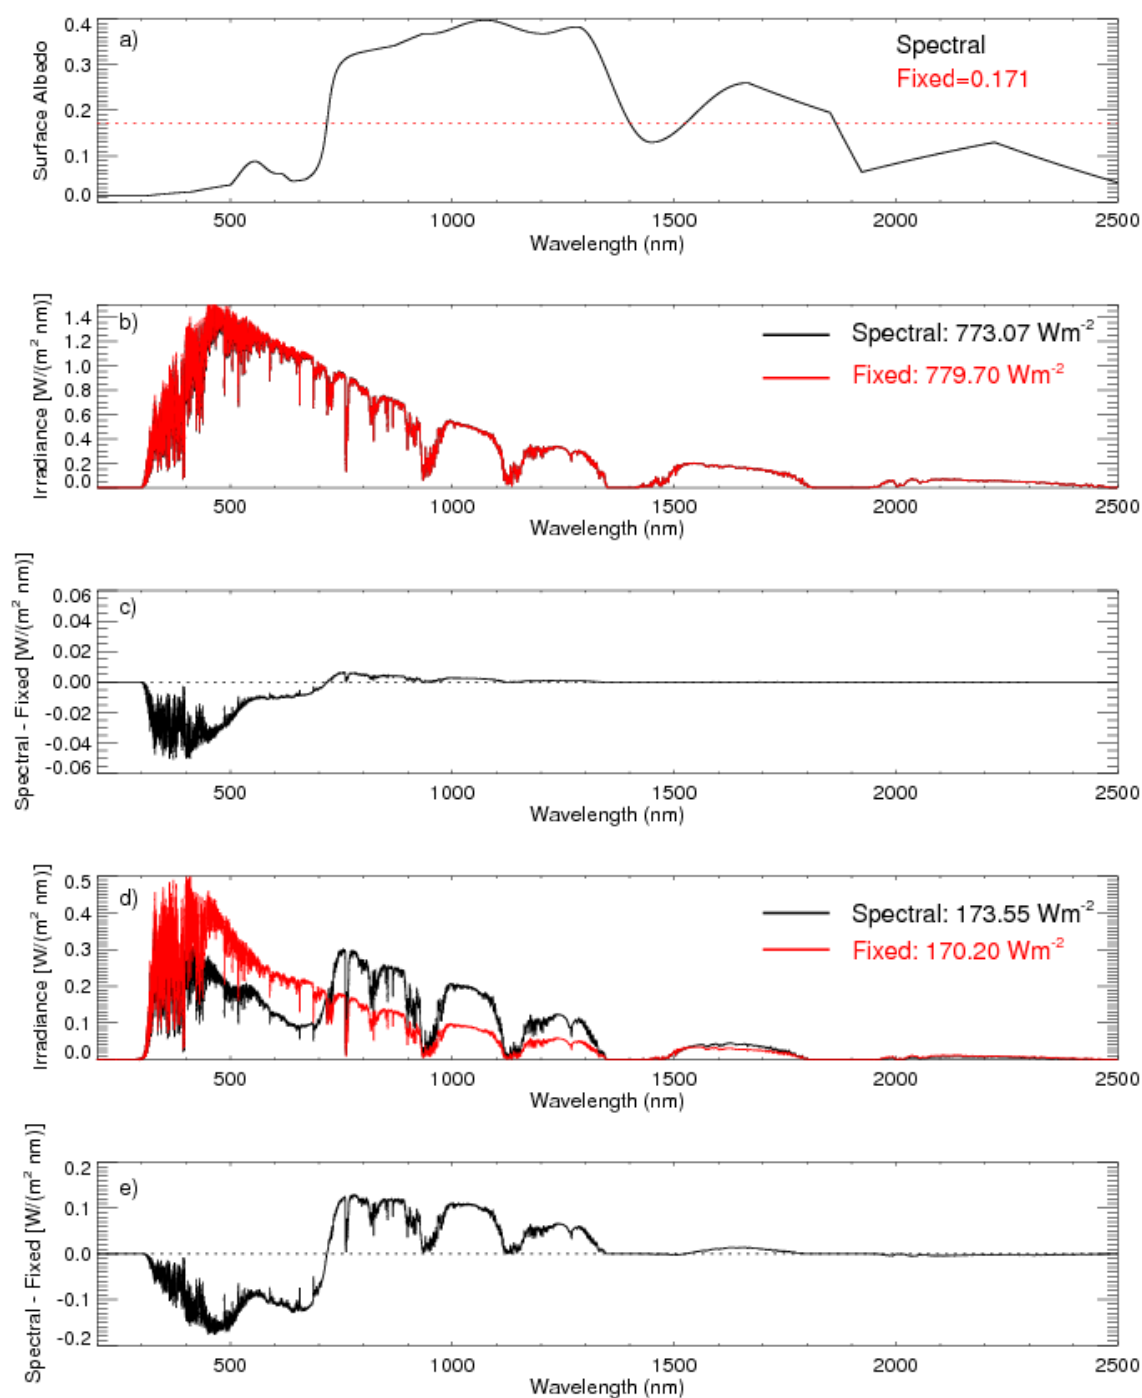 a)
Spectral
Fixed=0.171
Surface Albedo
0.4
0.3
0.2
0.1
0.0
500
1000
1500
2000
2500
Wavelength (nm)
b)
Spectral: 773.07 Wm⁻²
Fixed: 779.70 Wm⁻²
Irradiance [W/(m² nm)]
1.4
1.2
1.0
0.8
0.6
0.4
0.2
0.0
500
1000
1500
2000
2500
Wavelength (nm)
c)
Spectral - Fixed [W/(m² nm)]
0.06
0.04
0.02
0.00
-0.02
-0.04
-0.06
500
1000
1500
2000
2500
Wavelength (nm)
d)
Spectral: 173.55 Wm⁻²
Fixed: 170.20 Wm⁻²
Irradiance [W/(m² nm)]
0.5
0.4
0.3
0.2
0.1
0.0
500
1000
1500
2000
2500
Wavelength (nm)
e)
Spectral - Fixed [W/(m² nm)]
0.2
0.1
0.0
-0.1
-0.2
500
1000
1500
2000
2500
Wavelength (nm)